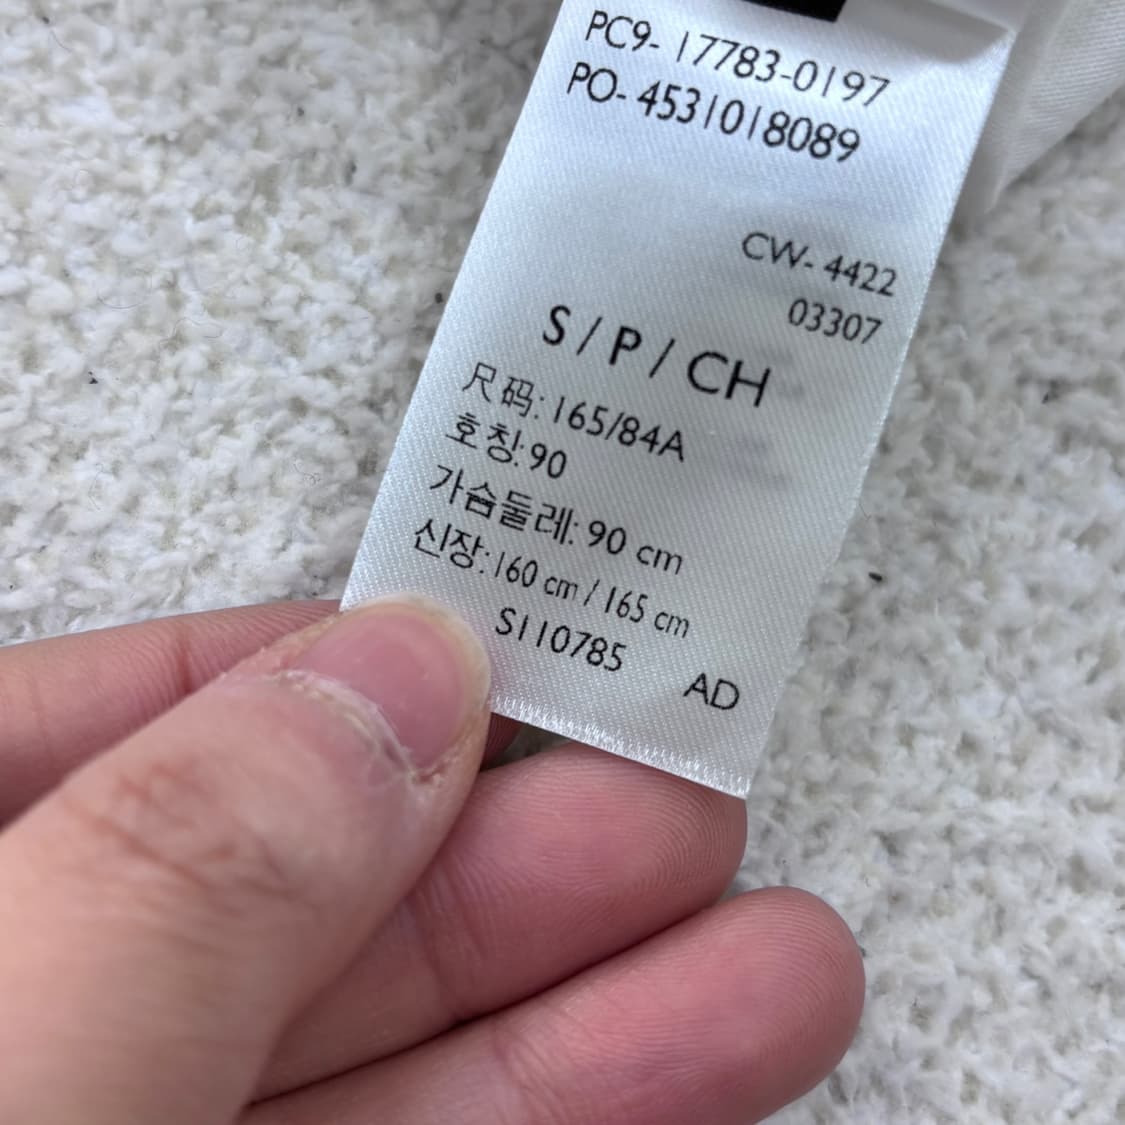 PC9- 17783-0197
PO- 4531018089
CW- 4422
03307
S / P / CH
尺码: 165/84A
호칭: 90
가슴둘레: 90 cm
신장: 160 cm / 165 cm
S110785
AD